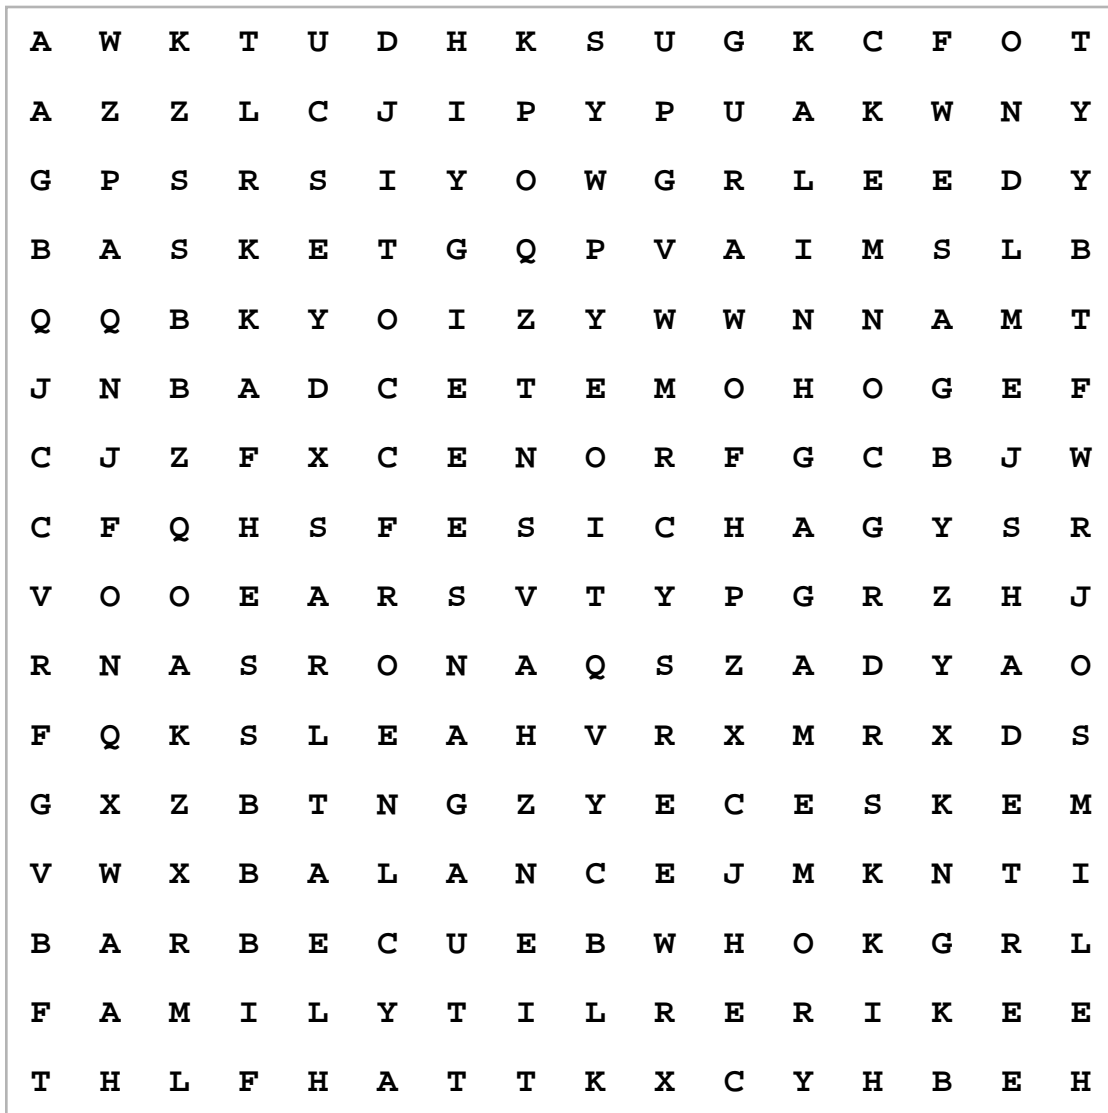 A W K T U D H K S U G K C F O T
A Z Z L C J I P Y P U A K W N Y
G P S R S I Y O W G R L E E D Y
B A S K E T G Q P V A I M S L B
Q Q B K Y O I Z Y W W N N A M T
J N B A D C E T E M O H O G E F
C J Z F X C E N O R F G C B J W
C F Q H S F E S I C H A G Y S R
V O O E A R S V T Y P G R Z H J
R N A S R O N A Q S Z A D Y A O
F Q K S L E A H V R X M R X D S
G X Z B T N G Z Y E C E S K E M
V W X B A L A N C E J M K N T I
B A R B E C U E B W H O K G R L
F A M I L Y T I L R E R I K E E
T H L F H A T T K X C Y H B E H